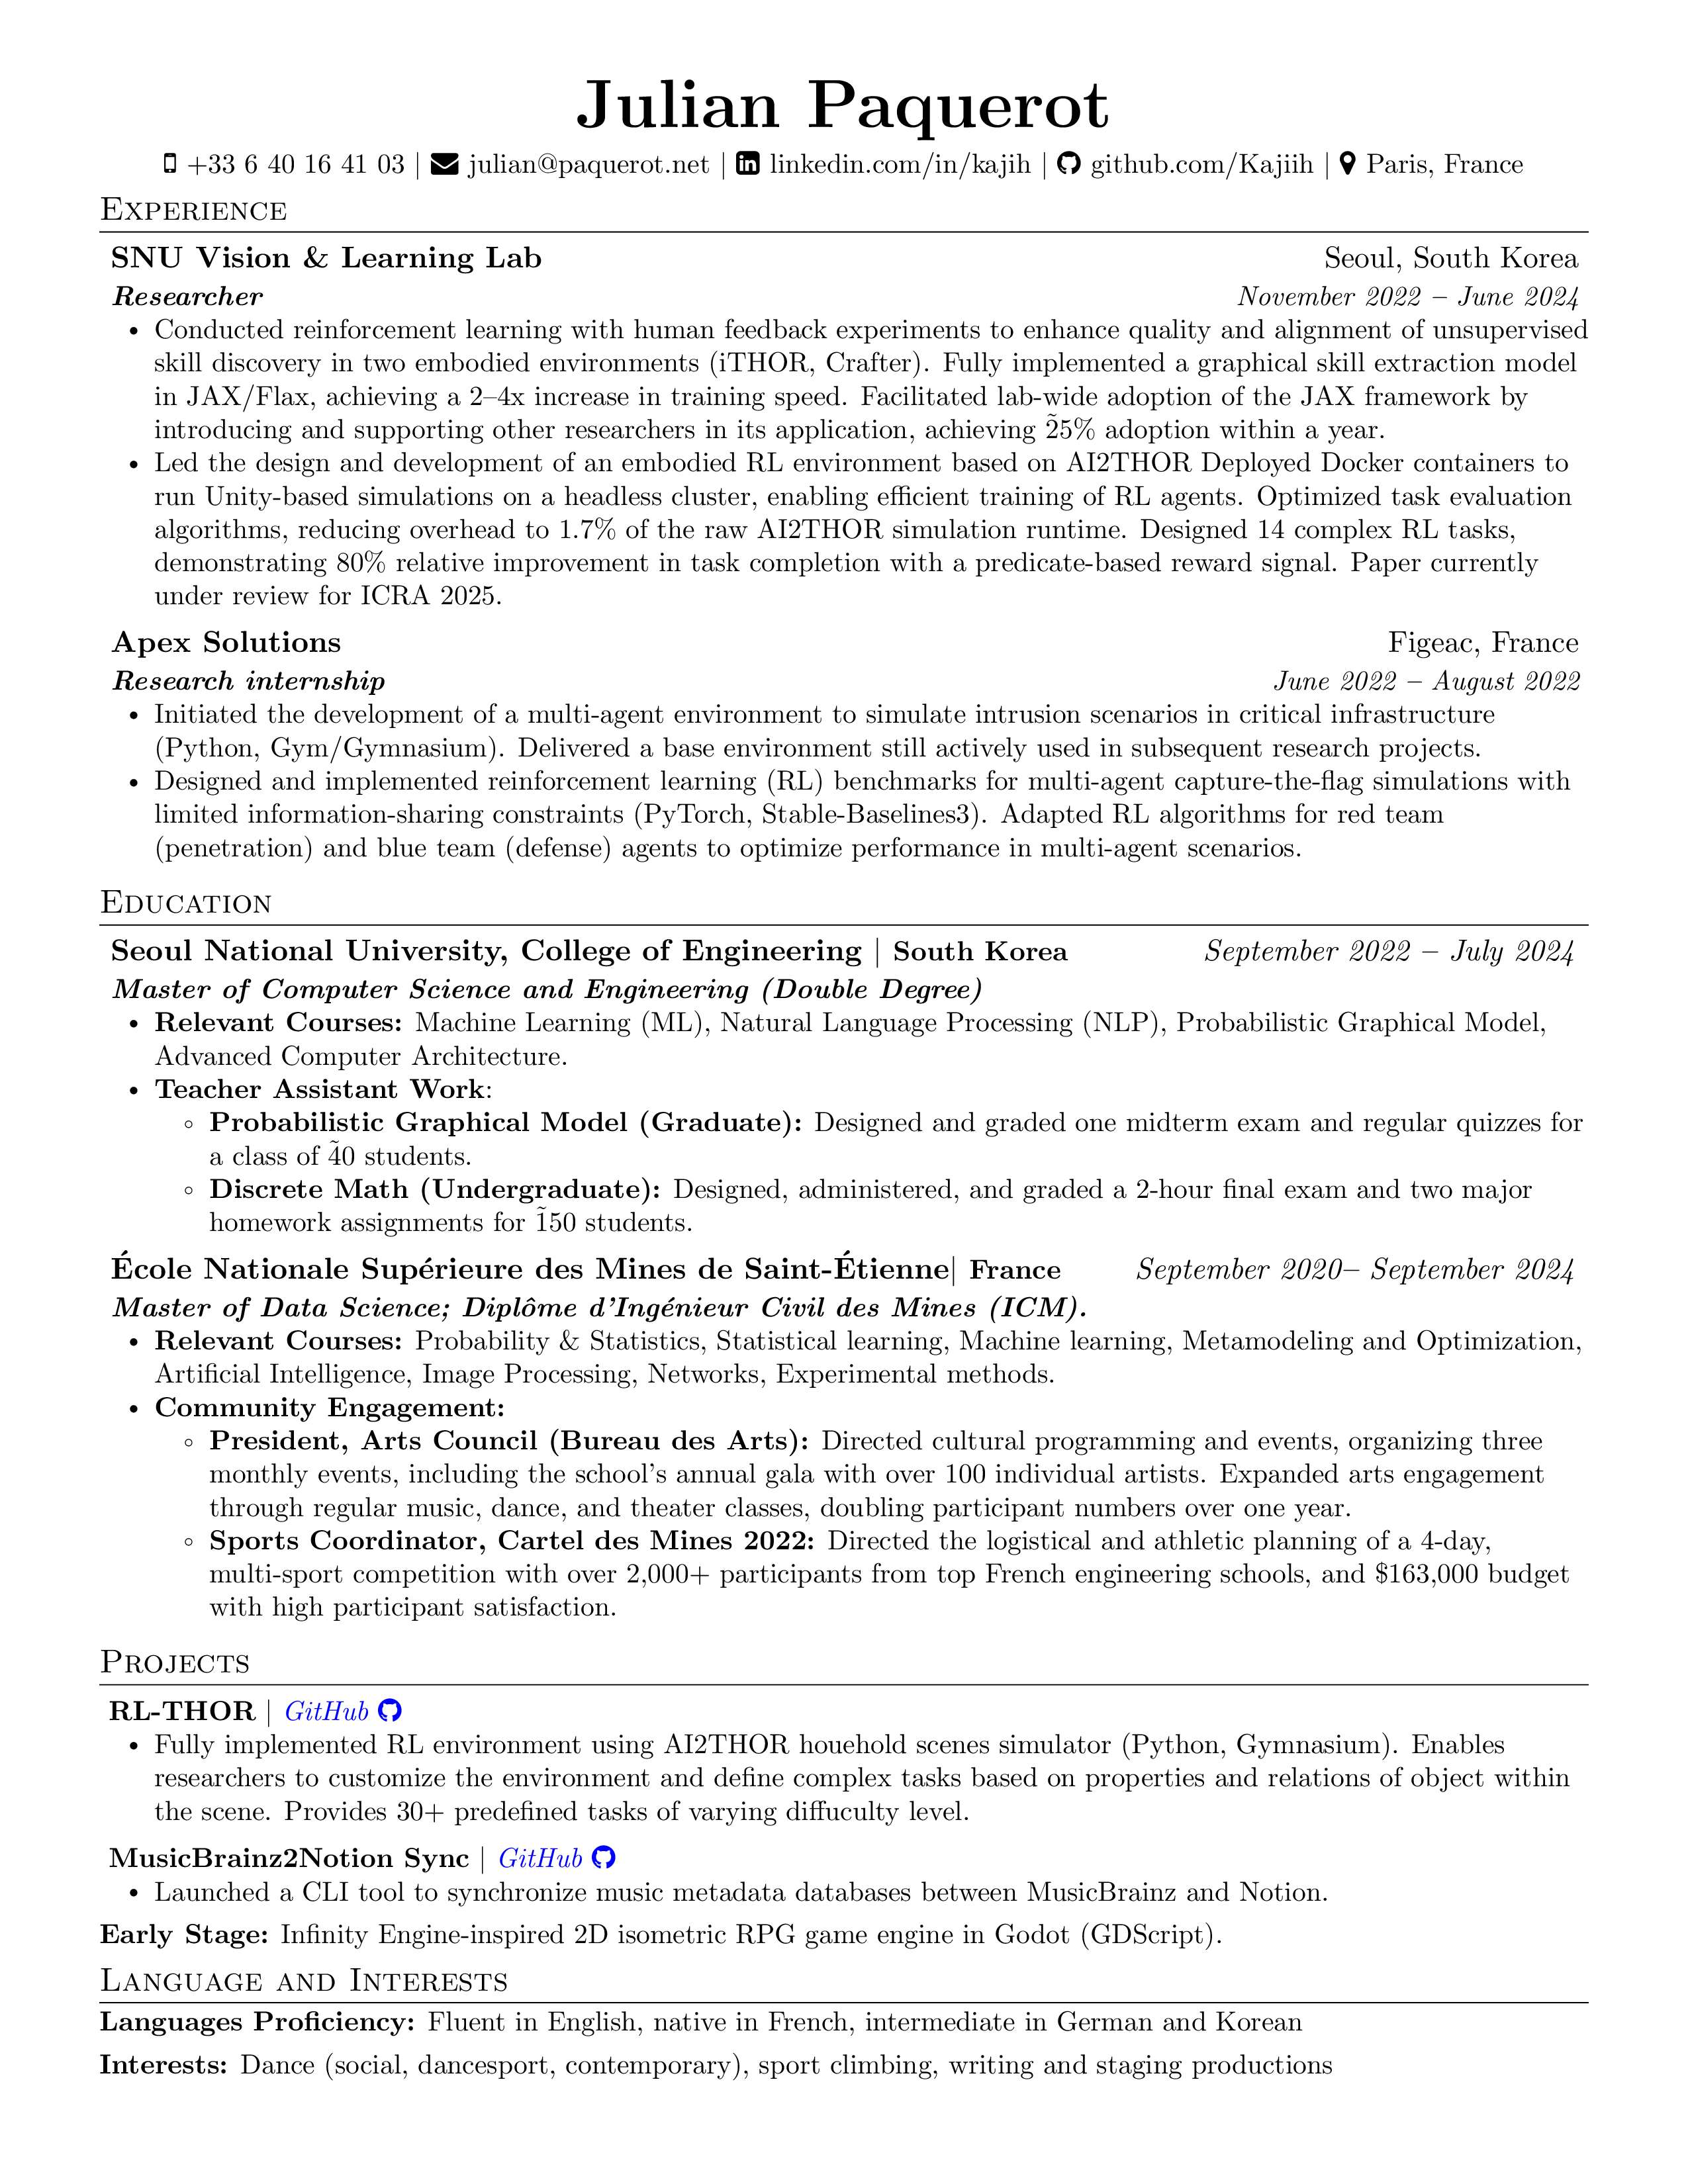 Julian Paquerot
+33 6 40 16 41 03 | julian@paquerot.net | linkedin.com/in/kajih | github.com/Kajiih | Paris, France
Experience
SNU Vision & Learning Lab Seoul, South Korea
Researcher November 2022 – June 2024
• Conducted reinforcement learning with human feedback experiments to enhance quality and alignment of unsupervised
skill discovery in two embodied environments (iTHOR, Crafter). Fully implemented a graphical skill extraction model
in JAX/Flax, achieving a 2–4x increase in training speed. Facilitated lab-wide adoption of the JAX framework by
introducing and supporting other researchers in its application, achieving 2̃5% adoption within a year.
• Led the design and development of an embodied RL environment based on AI2THOR Deployed Docker containers to
run Unity-based simulations on a headless cluster, enabling efficient training of RL agents. Optimized task evaluation
algorithms, reducing overhead to 1.7% of the raw AI2THOR simulation runtime. Designed 14 complex RL tasks,
demonstrating 80% relative improvement in task completion with a predicate-based reward signal. Paper currently
under review for ICRA 2025.
Apex Solutions Figeac, France
Research internship June 2022 – August 2022
• Initiated the development of a multi-agent environment to simulate intrusion scenarios in critical infrastructure
(Python, Gym/Gymnasium). Delivered a base environment still actively used in subsequent research projects.
• Designed and implemented reinforcement learning (RL) benchmarks for multi-agent capture-the-flag simulations with
limited information-sharing constraints (PyTorch, Stable-Baselines3). Adapted RL algorithms for red team
(penetration) and blue team (defense) agents to optimize performance in multi-agent scenarios.
Education
Seoul National University, College of Engineering | South Korea September 2022 – July 2024
Master of Computer Science and Engineering (Double Degree)
• Relevant Courses: Machine Learning (ML), Natural Language Processing (NLP), Probabilistic Graphical Model,
Advanced Computer Architecture.
• Teacher Assistant Work:
◦ Probabilistic Graphical Model (Graduate): Designed and graded one midterm exam and regular quizzes for
a class of 4̃0 students.
◦ Discrete Math (Undergraduate): Designed, administered, and graded a 2-hour final exam and two major
homework assignments for 1̃50 students.
École Nationale Supérieure des Mines de Saint-Étienne| France September 2020– September 2024
Master of Data Science; Diplôme d'Ingénieur Civil des Mines (ICM).
• Relevant Courses: Probability & Statistics, Statistical learning, Machine learning, Metamodeling and Optimization,
Artificial Intelligence, Image Processing, Networks, Experimental methods.
• Community Engagement:
◦ President, Arts Council (Bureau des Arts): Directed cultural programming and events, organizing three
monthly events, including the school's annual gala with over 100 individual artists. Expanded arts engagement
through regular music, dance, and theater classes, doubling participant numbers over one year.
◦ Sports Coordinator, Cartel des Mines 2022: Directed the logistical and athletic planning of a 4-day,
multi-sport competition with over 2,000+ participants from top French engineering schools, and $163,000 budget
with high participant satisfaction.
Projects
RL-THOR | GitHub
• Fully implemented RL environment using AI2THOR houehold scenes simulator (Python, Gymnasium). Enables
researchers to customize the environment and define complex tasks based on properties and relations of object within
the scene. Provides 30+ predefined tasks of varying diffuculty level.
MusicBrainz2Notion Sync | GitHub
• Launched a CLI tool to synchronize music metadata databases between MusicBrainz and Notion.
Early Stage: Infinity Engine-inspired 2D isometric RPG game engine in Godot (GDScript).
Language and Interests
Languages Proficiency: Fluent in English, native in French, intermediate in German and Korean
Interests: Dance (social, dancesport, contemporary), sport climbing, writing and staging productions